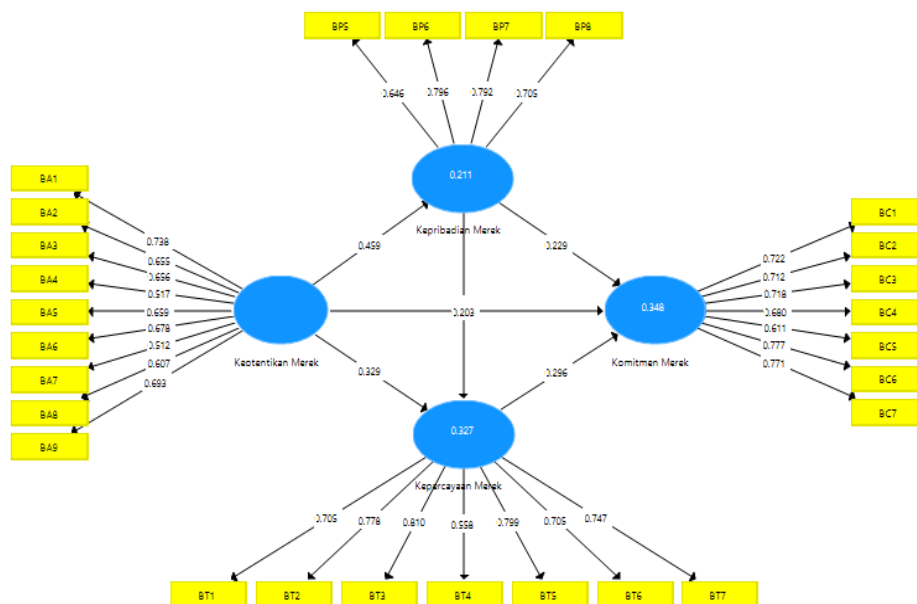 BP5 BP6 BP7 BP8
0.646 0.796 0.792 0.705
0.211
Kepribadian Merek
BA1
BA2
BA3
BA4
BA5
BA6
BA7
BA8
BA9
0.738
0.655
0.656
0.517
0.659
0.678
0.512
0.607
0.693
0.459
0.229
Keotentikan Merek
0.203
0.329
0.296
0.348
Komitmen Merek
0.722
0.712
0.718
0.680
0.611
0.777
0.771
BC1
BC2
BC3
BC4
BC5
BC6
BC7
0.327
Kepercayaan Merek
0.705 0.778 0.810 0.558 0.799 0.705 0.747
BT1 BT2 BT3 BT4 BT5 BT6 BT7